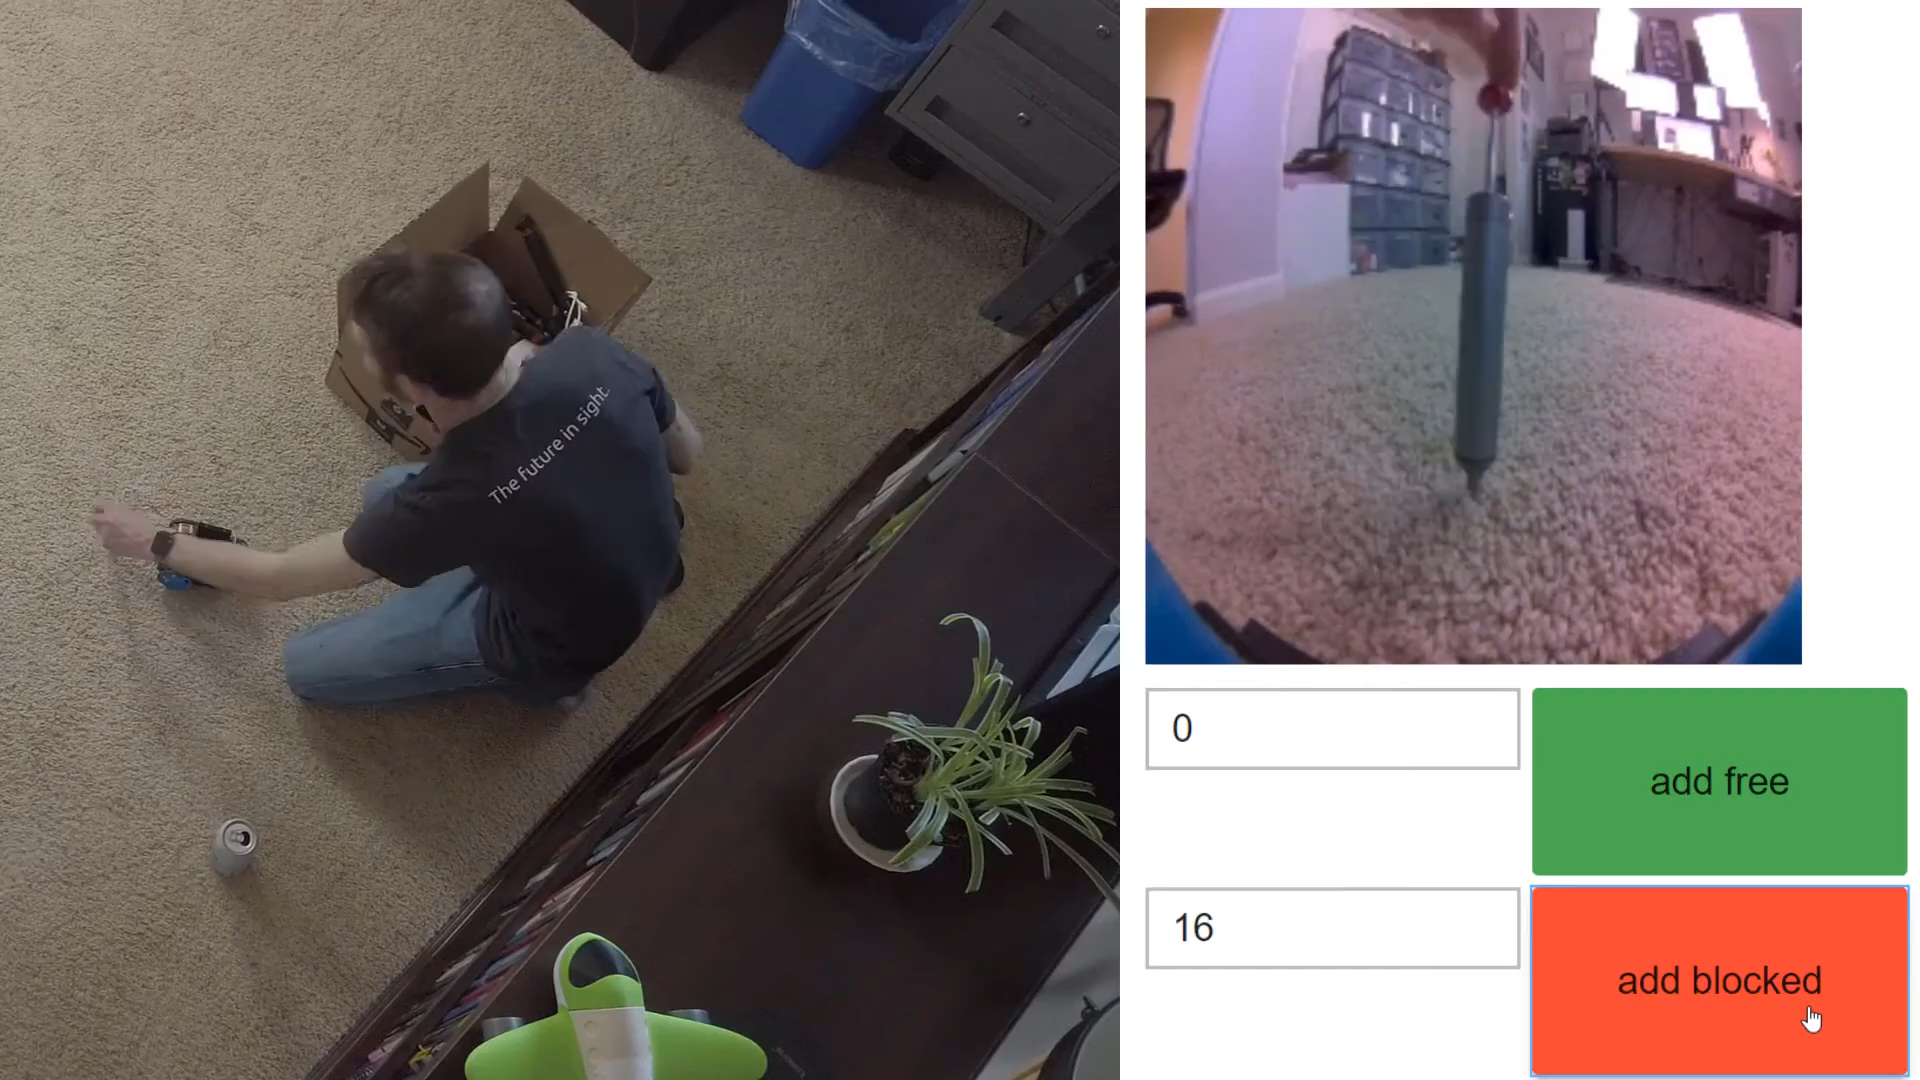 The future in sight.
0
add free
16
add blocked